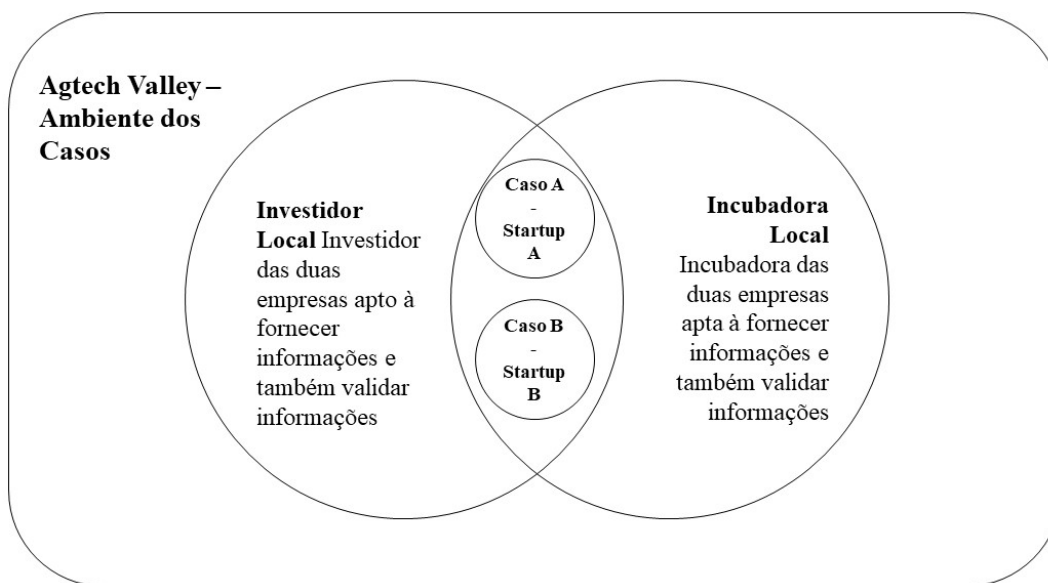 Agtech Valley –
Ambiente dos
Casos
Investidor
Local Investidor
das duas
empresas apto à
fornecer
informações e
também validar
informações
Caso A
-
Startup
A
Caso B
-
Startup
B
Incubadora
Local
Incubadora das
duas empresas
apta à fornecer
informações e
também validar
informações